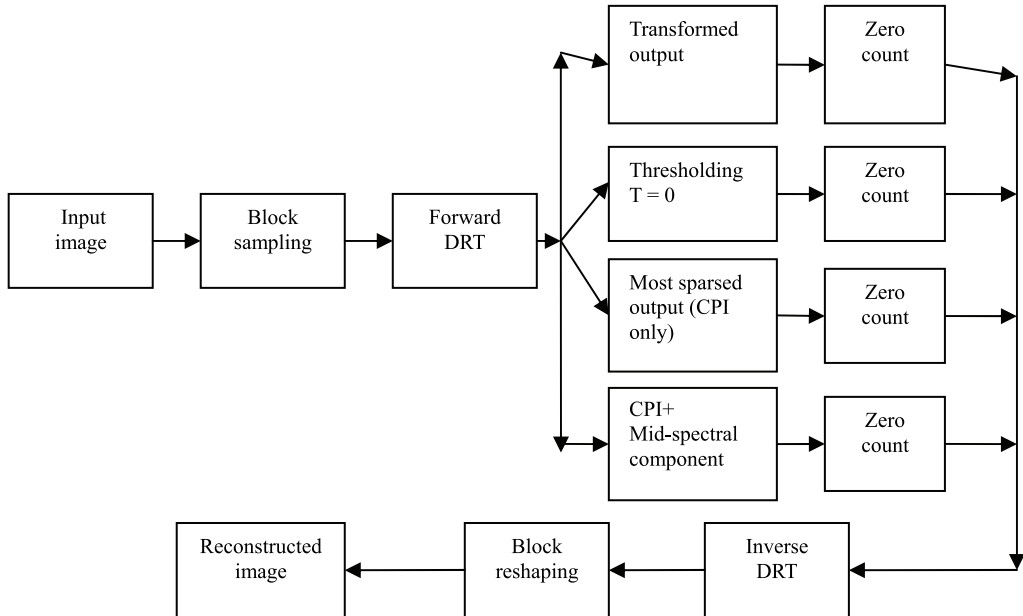 Transformed
output
Zero
count
Thresholding
T = 0
Zero
count
Input
image
Block
sampling
Forward
DRT
Most sparsed
output (CPI
only)
Zero
count
CPI+
Mid-spectral
component
Zero
count
Reconstructed
image
Block
reshaping
Inverse
DRT